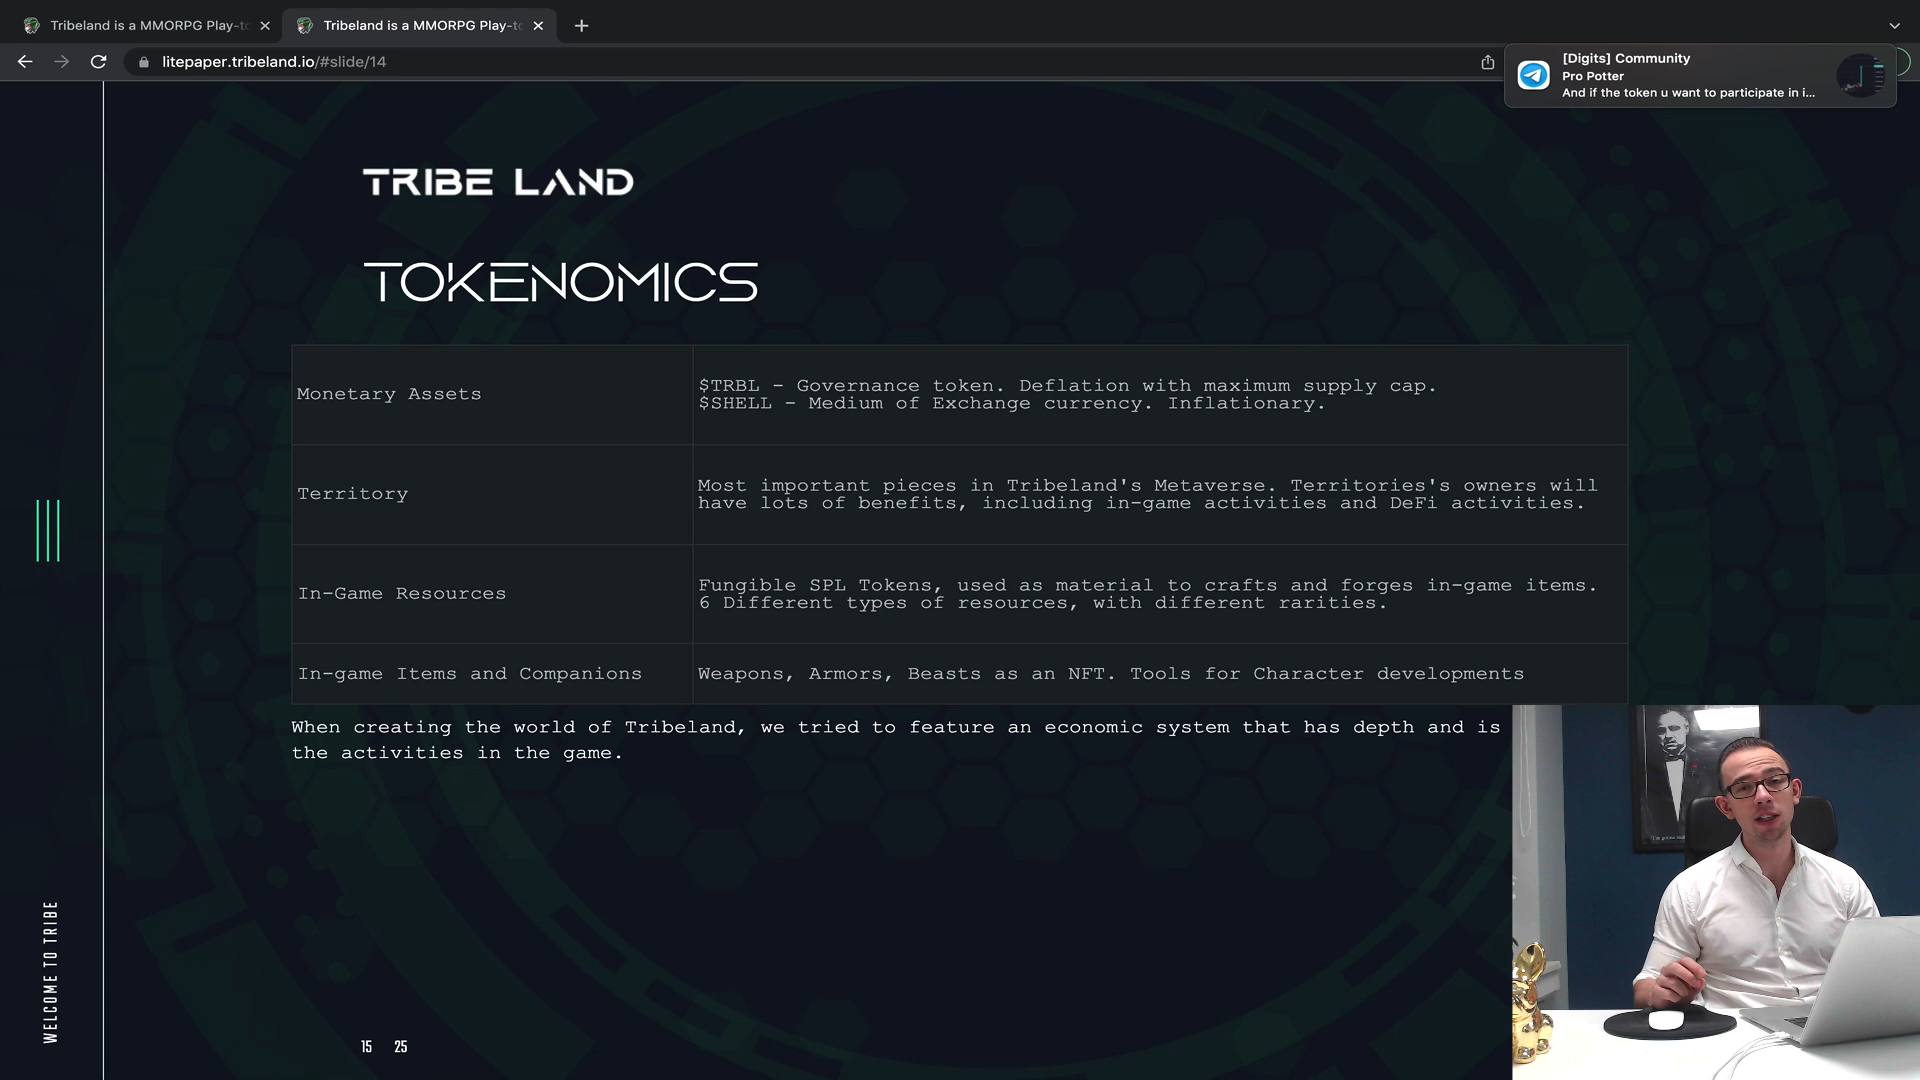 Tribeland is a MMORPG Play-to
Tribeland is a MMORPG Play-to
litepaper.tribeland.io/#slide/14
[Digits] Community
Pro Potter
And if the token u want to participate in i...
TRIBE LAND
TOKENOMICS
Monetary Assets
$TRBL - Governance token. Deflation with maximum supply cap.
$SHELL - Medium of Exchange currency. Inflationary.
Territory
Most important pieces in Tribeland's Metaverse. Territories's owners will
have lots of benefits, including in-game activities and DeFi activities.
In-Game Resources
Fungible SPL Tokens, used as material to crafts and forges in-game items.
6 Different types of resources, with different rarities.
In-game Items and Companions
Weapons, Armors, Beasts as an NFT. Tools for Character developments
When creating the world of Tribeland, we tried to feature an economic system that has depth and is
the activities in the game.
WELCOME TO TRIBE
15 25